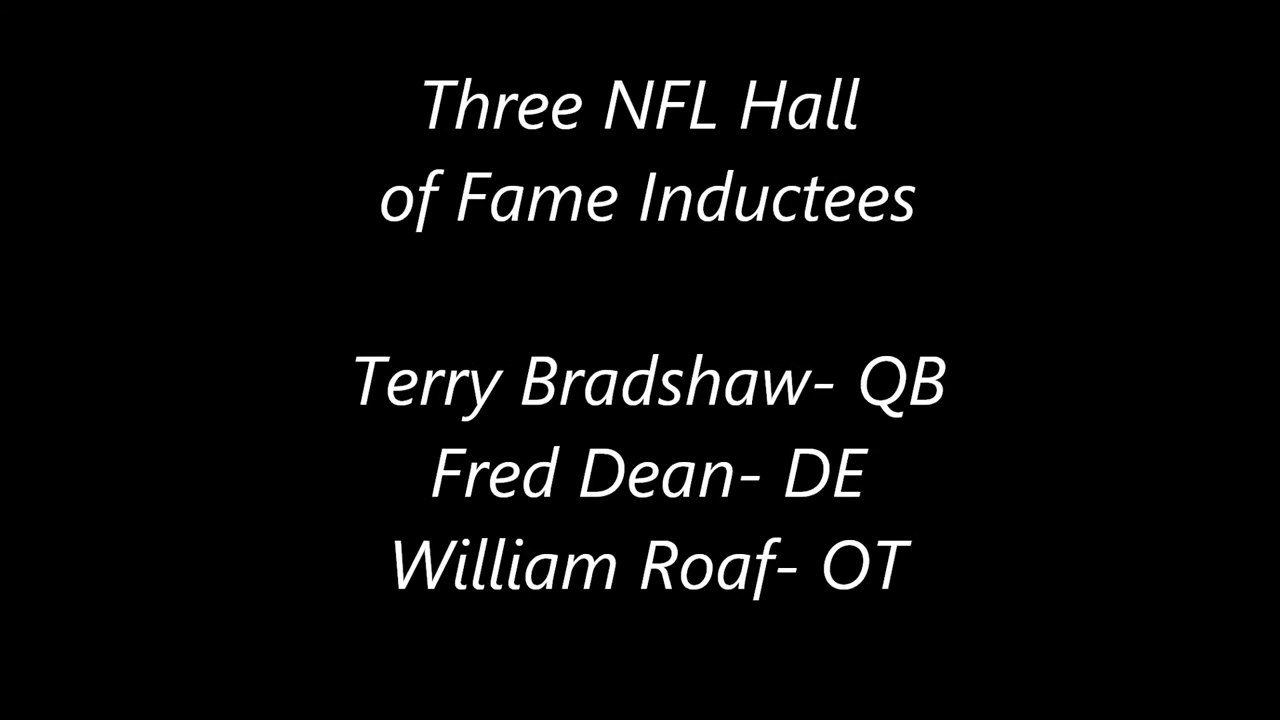 Three NFL Hall
of Fame Inductees
Terry Bradshaw- QB
Fred Dean- DE
William Roaf- OT